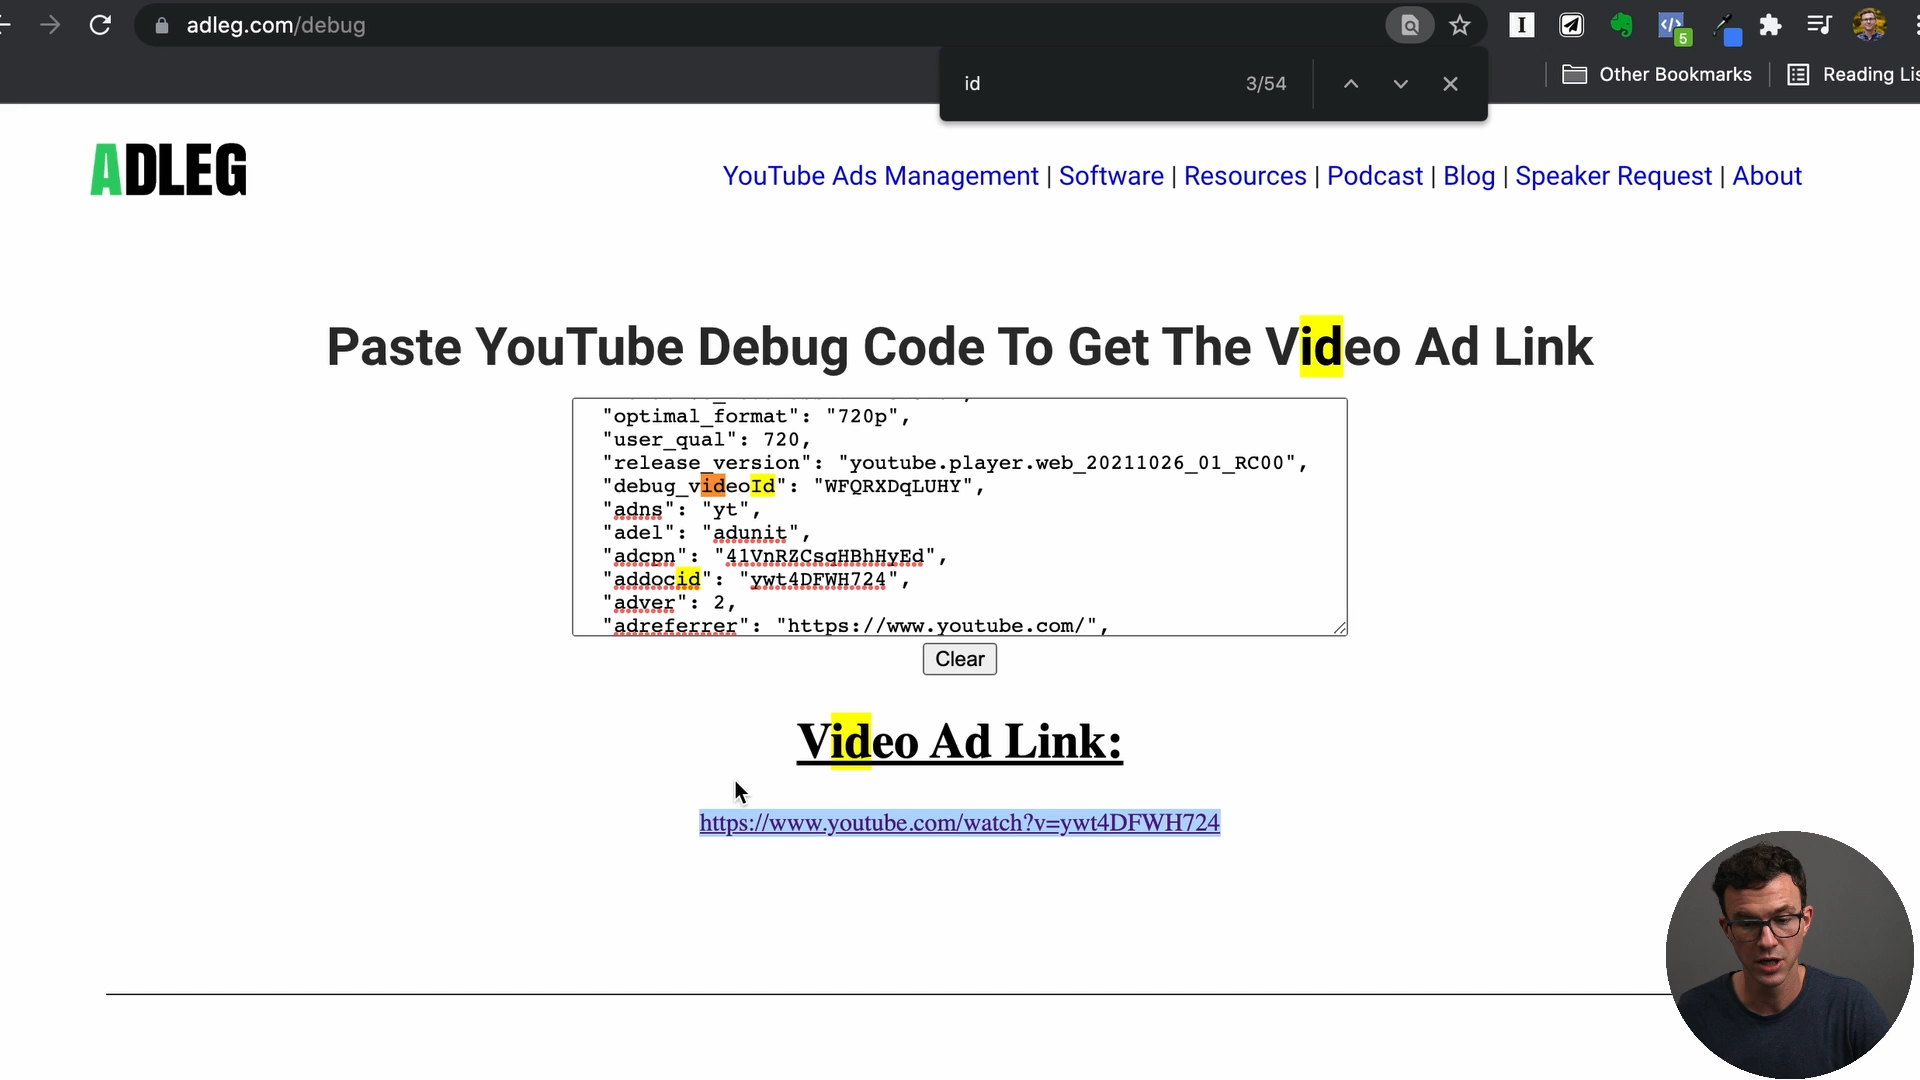 adleg.com/debug
5
id 3/54
Other Bookmarks
Reading Lis
ADLEG
YouTube Ads Management | Software | Resources | Podcast | Blog | Speaker Request | About
Paste YouTube Debug Code To Get The Video Ad Link
"optimal_format": "720p",
"user_qual": 720,
"release_version": "youtube.player.web_20211026_01_RC00",
"debug_videoId": "WFQRXDqLUHY",
"adns": "yt",
"adel": "adunit",
"adcpn": "41VnRZCsqHBhHyEd",
"addocid": "ywt4DFWH724",
"adver": 2,
"adreferrer": "https://www.youtube.com/",
Clear
Video Ad Link:
https://www.youtube.com/watch?v=ywt4DFWH724